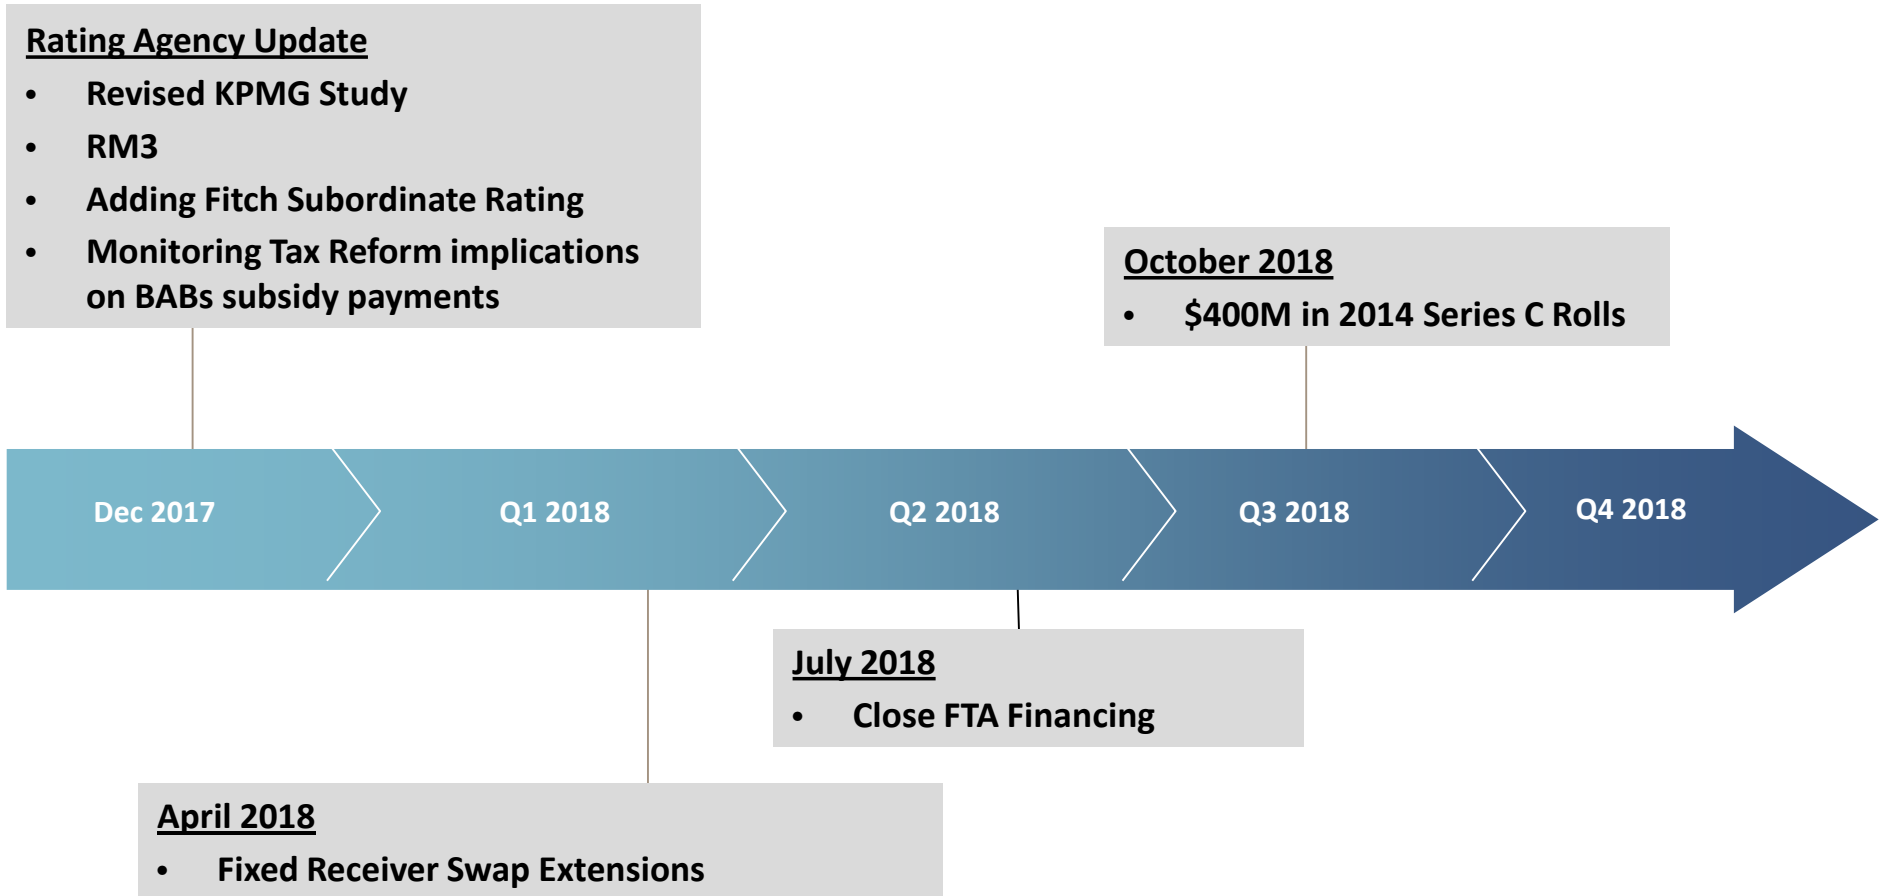 Rating Agency Update
• Revised KPMG Study
• RM3
• Adding Fitch Subordinate Rating
• Monitoring Tax Reform implications
on BABs subsidy payments
October 2018
• $400M in 2014 Series C Rolls
Dec 2017
Q1 2018
Q2 2018
Q3 2018
Q4 2018
July 2018
• Close FTA Financing
April 2018
• Fixed Receiver Swap Extensions